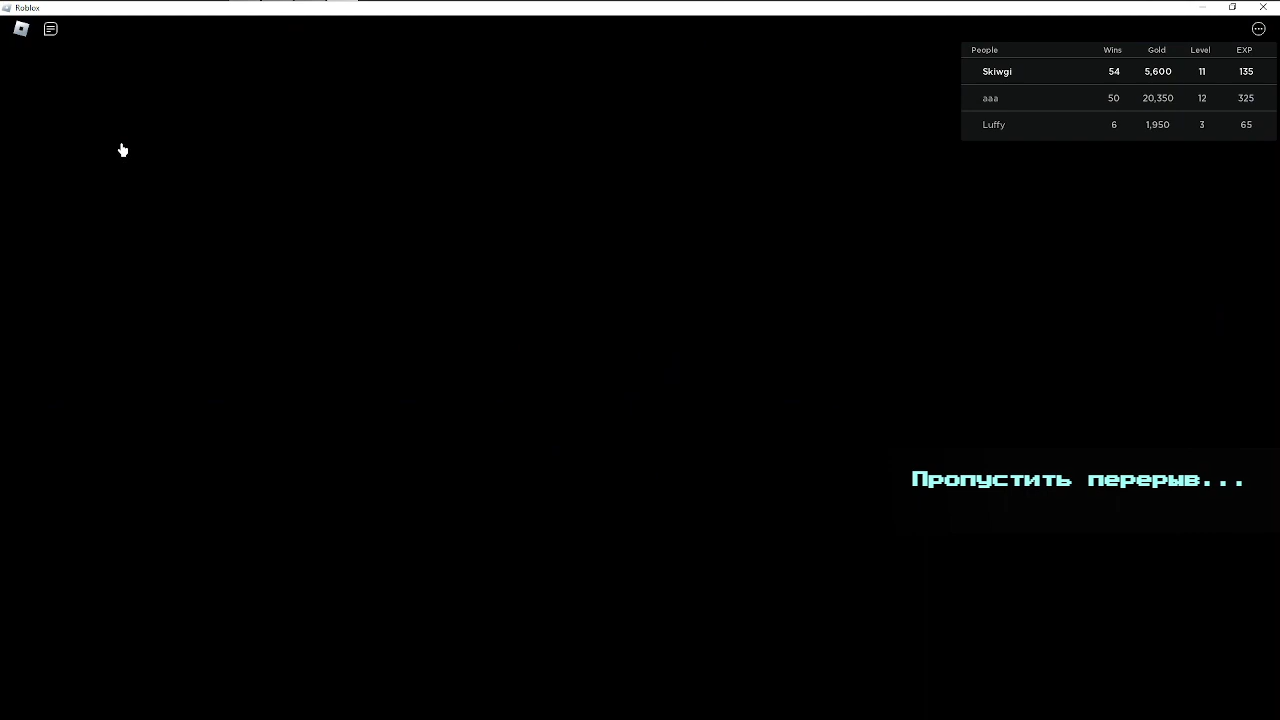 Roblox
People Wins Gold Level EXP
Skiwgi 54 5,600 11 135
aaa 50 20,350 12 325
Luffy 6 1,950 3 65
Пропустить перерыв...